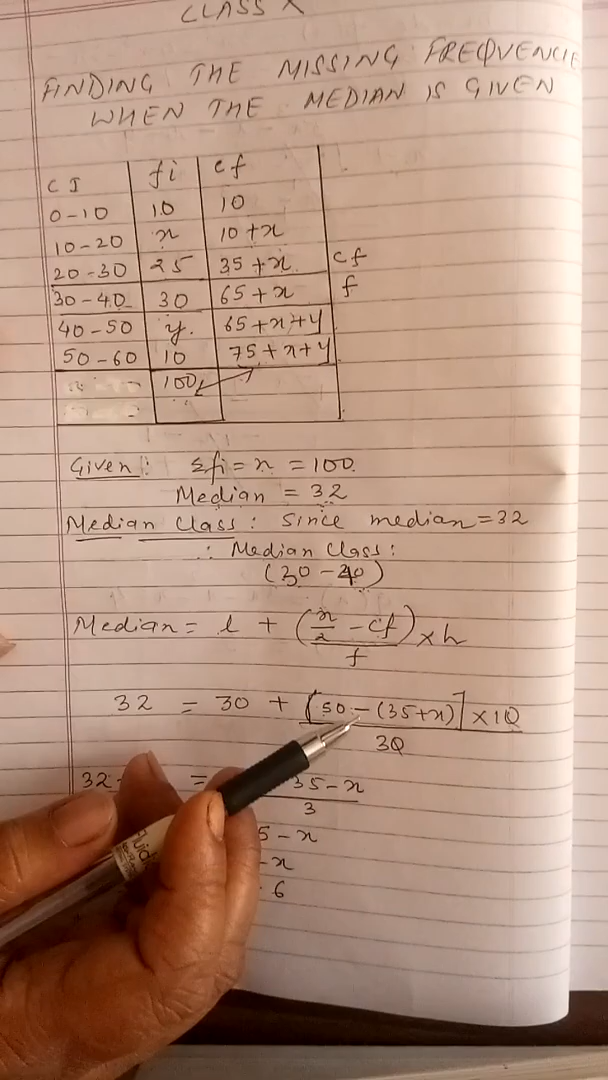 CLASS X
FINDING THE MISSING FREQUENCIE
WHEN THE MEDIAN IS GIVEN
CI fi cf
0-10 10 10
10-20 x 10+x
20-30 25 35+x cf
30-40 30 65+x f
40-50 y. 65+x+y
50-60 10 75+x+y
100
Given: Σfi = n = 100.
Median = 32
Median Class: Since median = 32
∴ Median Class:
(30-40)
Median = l + (n/2 - cf)/f × h
32 = 30 + [50 - (35+x)]/30 × 10
32 = 35-x/3
5-x
-x
6